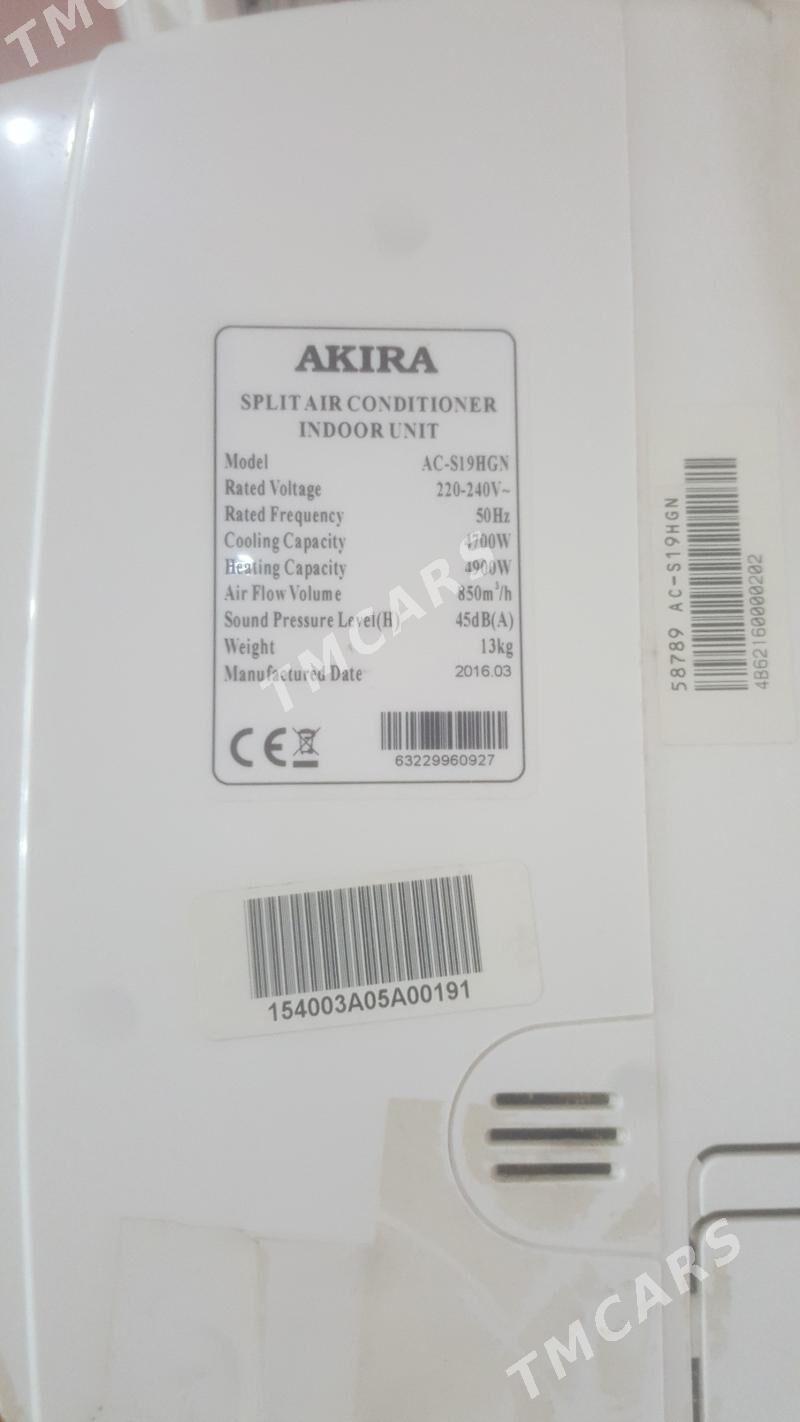 TMC
AKIRA
SPLIT AIR CONDITIONER
INDOOR UNIT
Model AC-S19HGN
Rated Voltage 220-240V~
Rated Frequency 50Hz
Cooling Capacity 4700W
Heating Capacity 4900W
Air Flow Volume 850m³/h
Sound Pressure Level(H) 45dB(A)
Weight 13kg
Manufactured Date 2016.03
CE
63229960927
TMCARS
58789 AC-S19HGN
4B62160000202
154003A05A00191
TMCARS